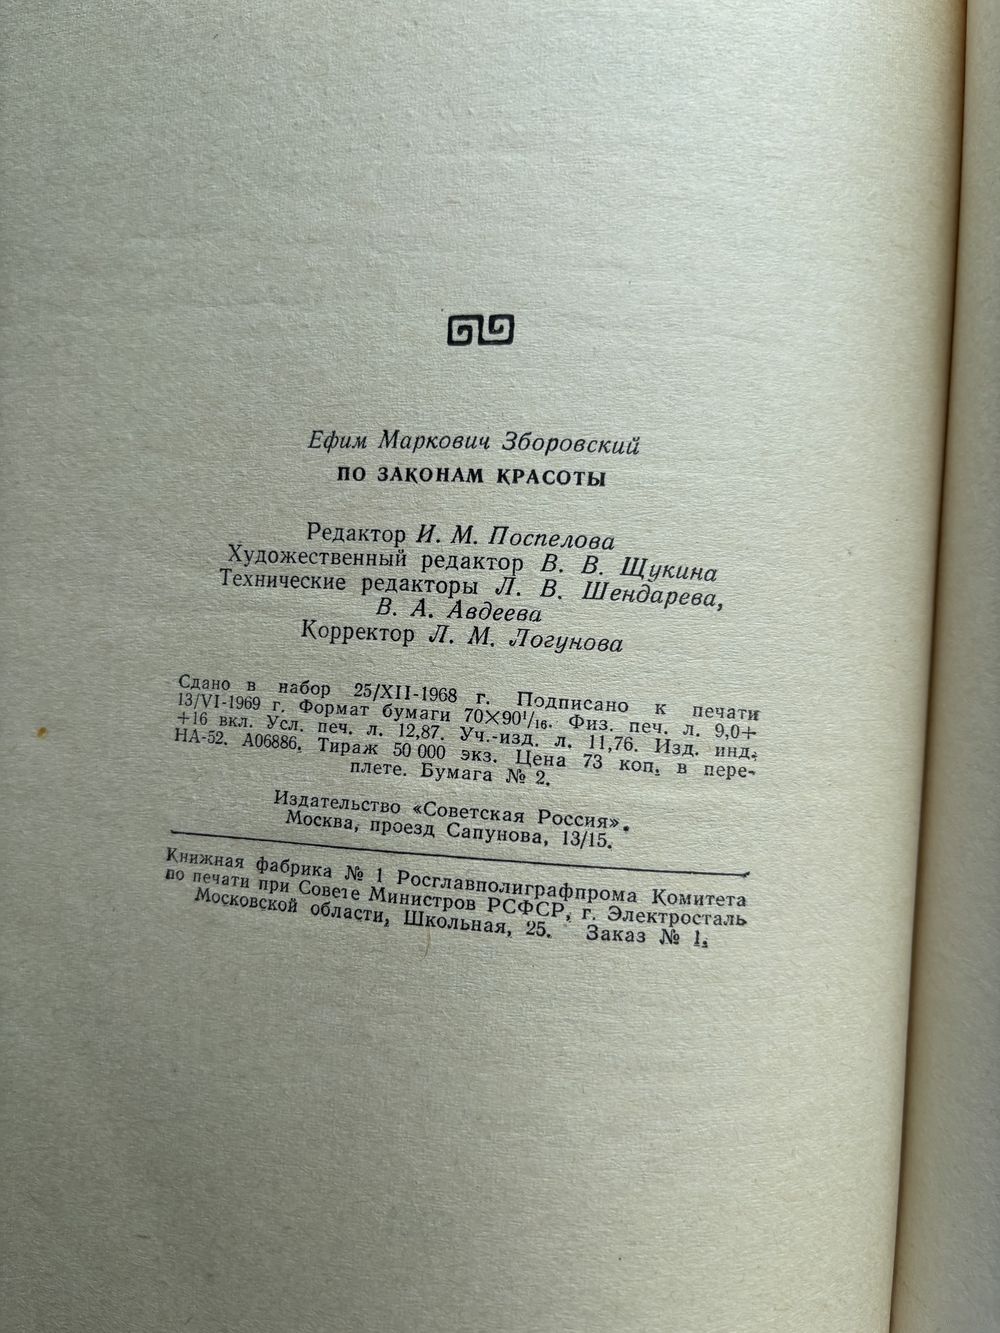 Ефим Маркович Зборовский
ПО ЗАКОНАМ КРАСОТЫ
Редактор И. М. Поспелова
Художественный редактор В. В. Щукина
Технические редакторы Л. В. Шендарева,
В. А. Авдеева
Корректор Л. М. Логунова
Сдано в набор 25/XII-1968 г. Подписано к печати
13/VI-1969 г. Формат бумаги 70×90¹/₁₆. Физ. печ. л. 9,0+
+16 вкл. Усл. печ. л. 12,87. Уч.-изд. л. 11,76. Изд. инд.
НА-52. А06886. Тираж 50 000 экз. Цена 73 коп. в пере-
плете. Бумага № 2.
Издательство «Советская Россия».
Москва, проезд Сапунова, 13/15.
Книжная фабрика № 1 Росглавполиграфпрома Комитета
по печати при Совете Министров РСФСР, г. Электросталь
Московской области, Школьная, 25. Заказ № 1.